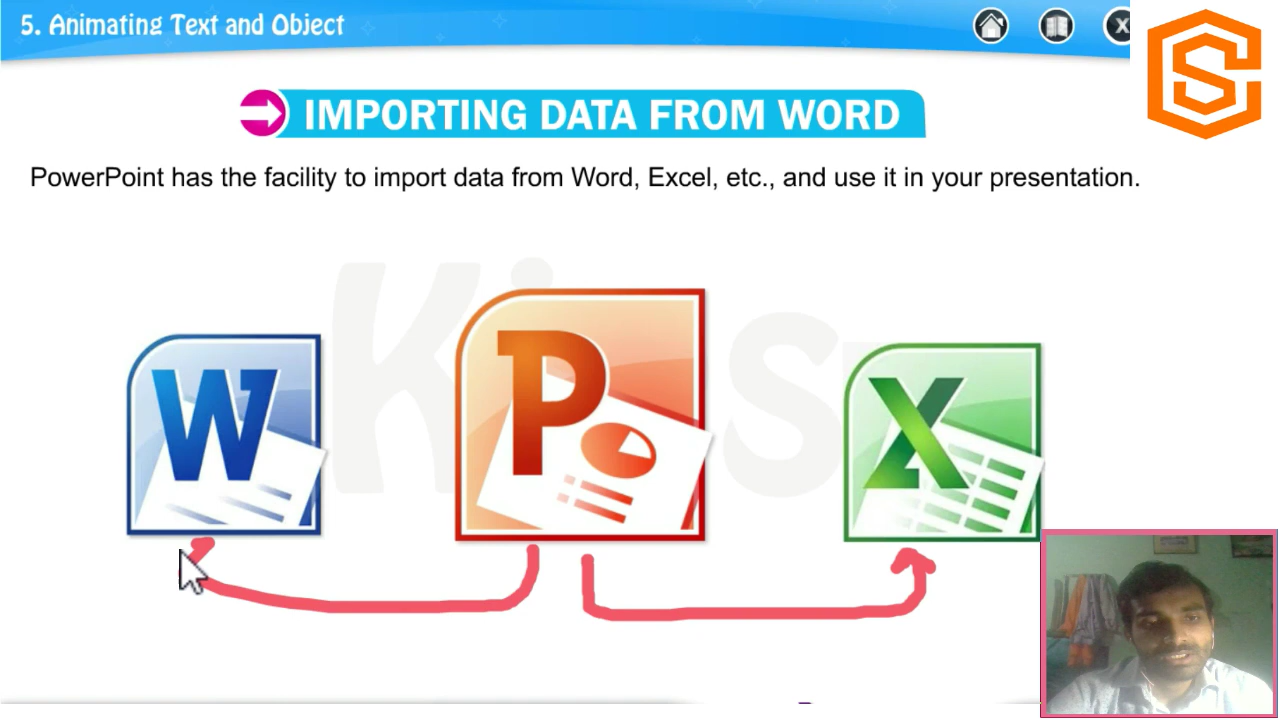 5. Animating Text and Object
X
IMPORTING DATA FROM WORD
PowerPoint has the facility to import data from Word, Excel, etc., and use it in your presentation.
Kips
W
P
X